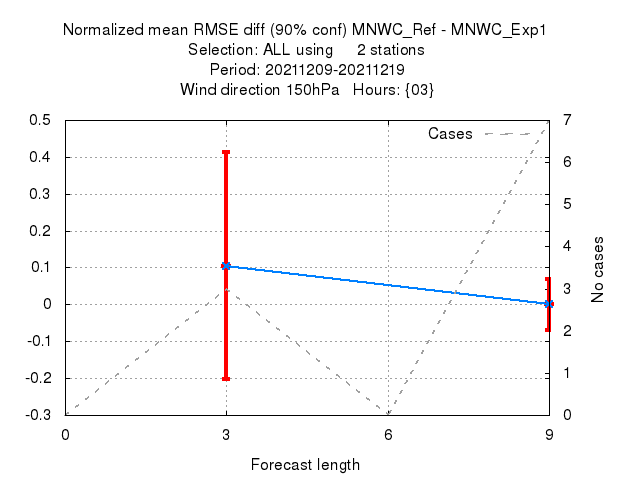 Normalized mean RMSE diff (90% conf) MNWC_Ref - MNWC_Exp1
Selection: ALL using 2 stations
Period: 20211209-20211219
Wind direction 150hPa Hours: {03}
Cases
0.5
0.4
0.3
0.2
0.1
0
-0.1
-0.2
-0.3
7
6
5
4
3
2
1
0
No cases
0 3 6 9
Forecast length